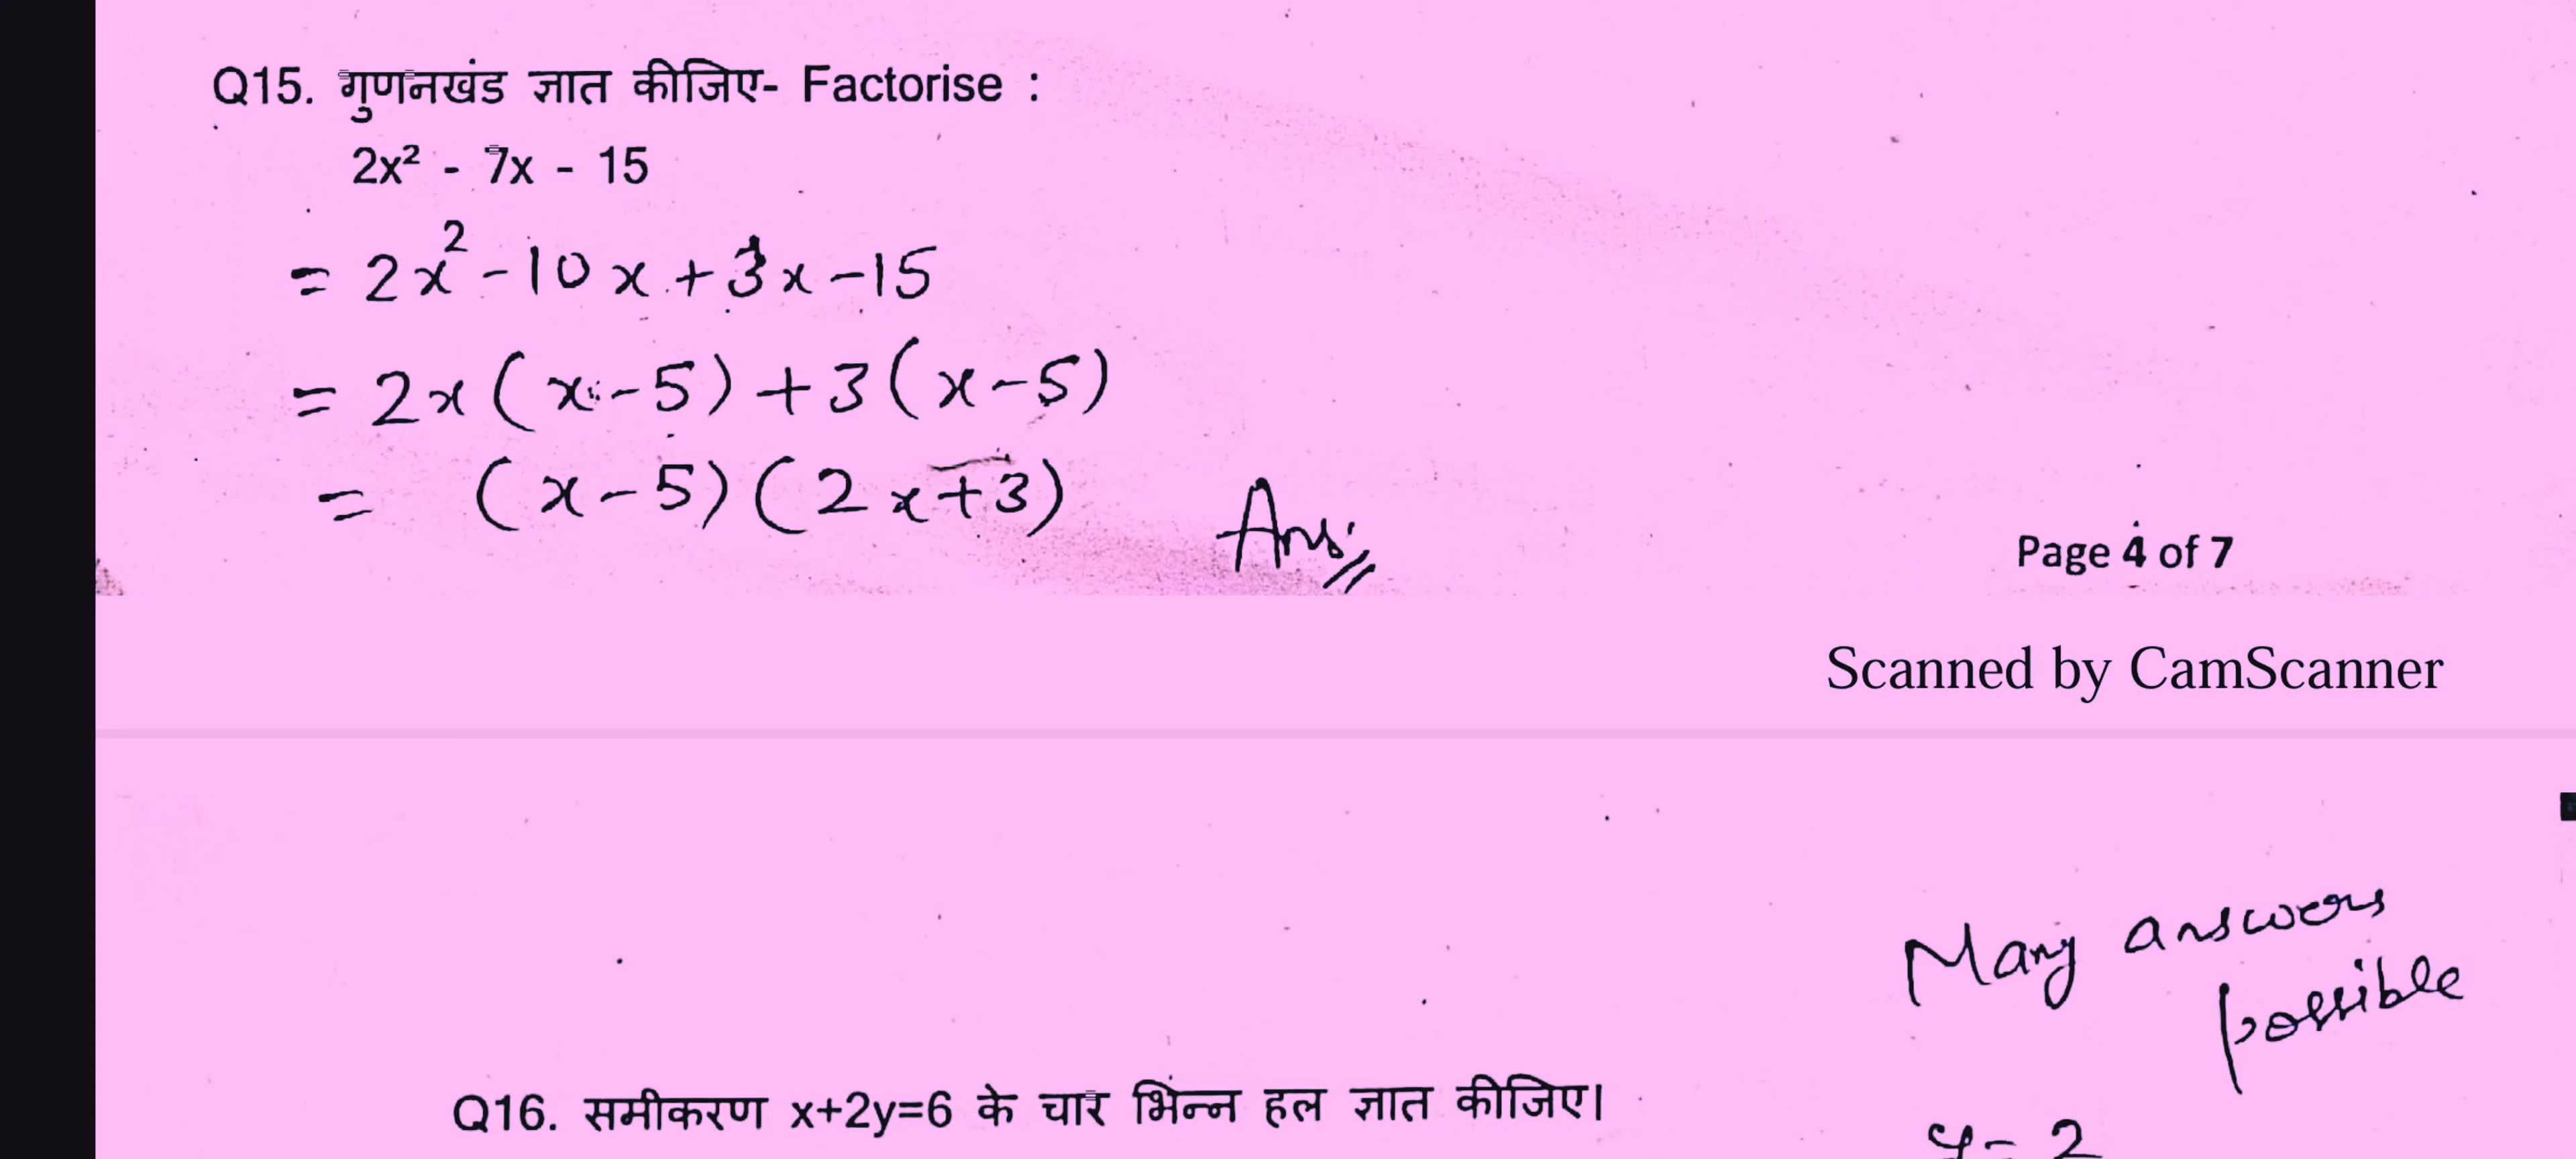 Q15. गुणनखंड ज्ञात कीजिए- Factorise :
2x² - 7x - 15
= 2x² - 10x + 3x - 15
= 2x (x - 5) + 3 (x - 5)
= (x - 5) (2x + 3) Ans.
Page 4 of 7
Scanned by CamScanner
Many answers
possible
Q16. समीकरण x+2y=6 के चार भिन्न हल ज्ञात कीजिए।
y = 2